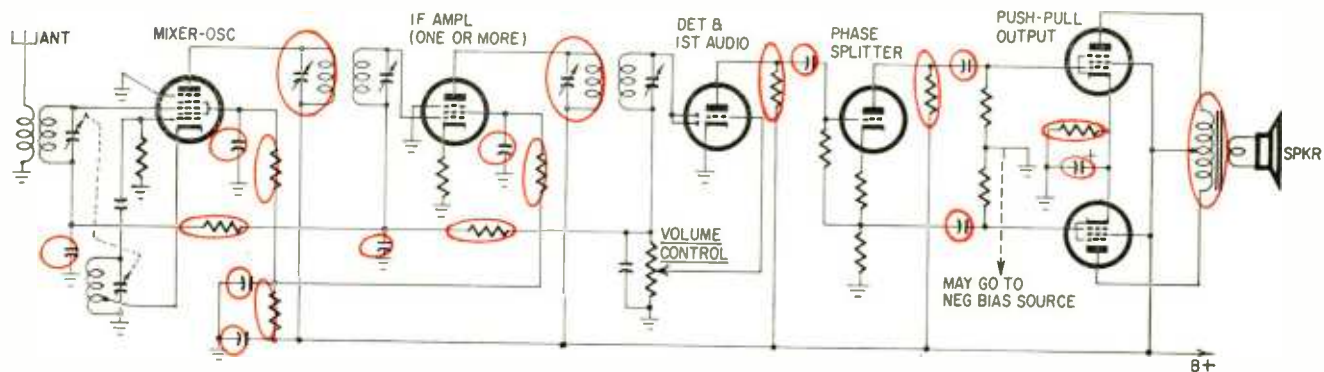 ANT
MIXER-OSC
IF AMPL
(ONE OR MORE)
DET &
1ST AUDIO
PHASE
SPLITTER
PUSH-PULL
OUTPUT
SPKR
VOLUME
CONTROL
MAY GO TO
NEG BIAS SOURCE
B+